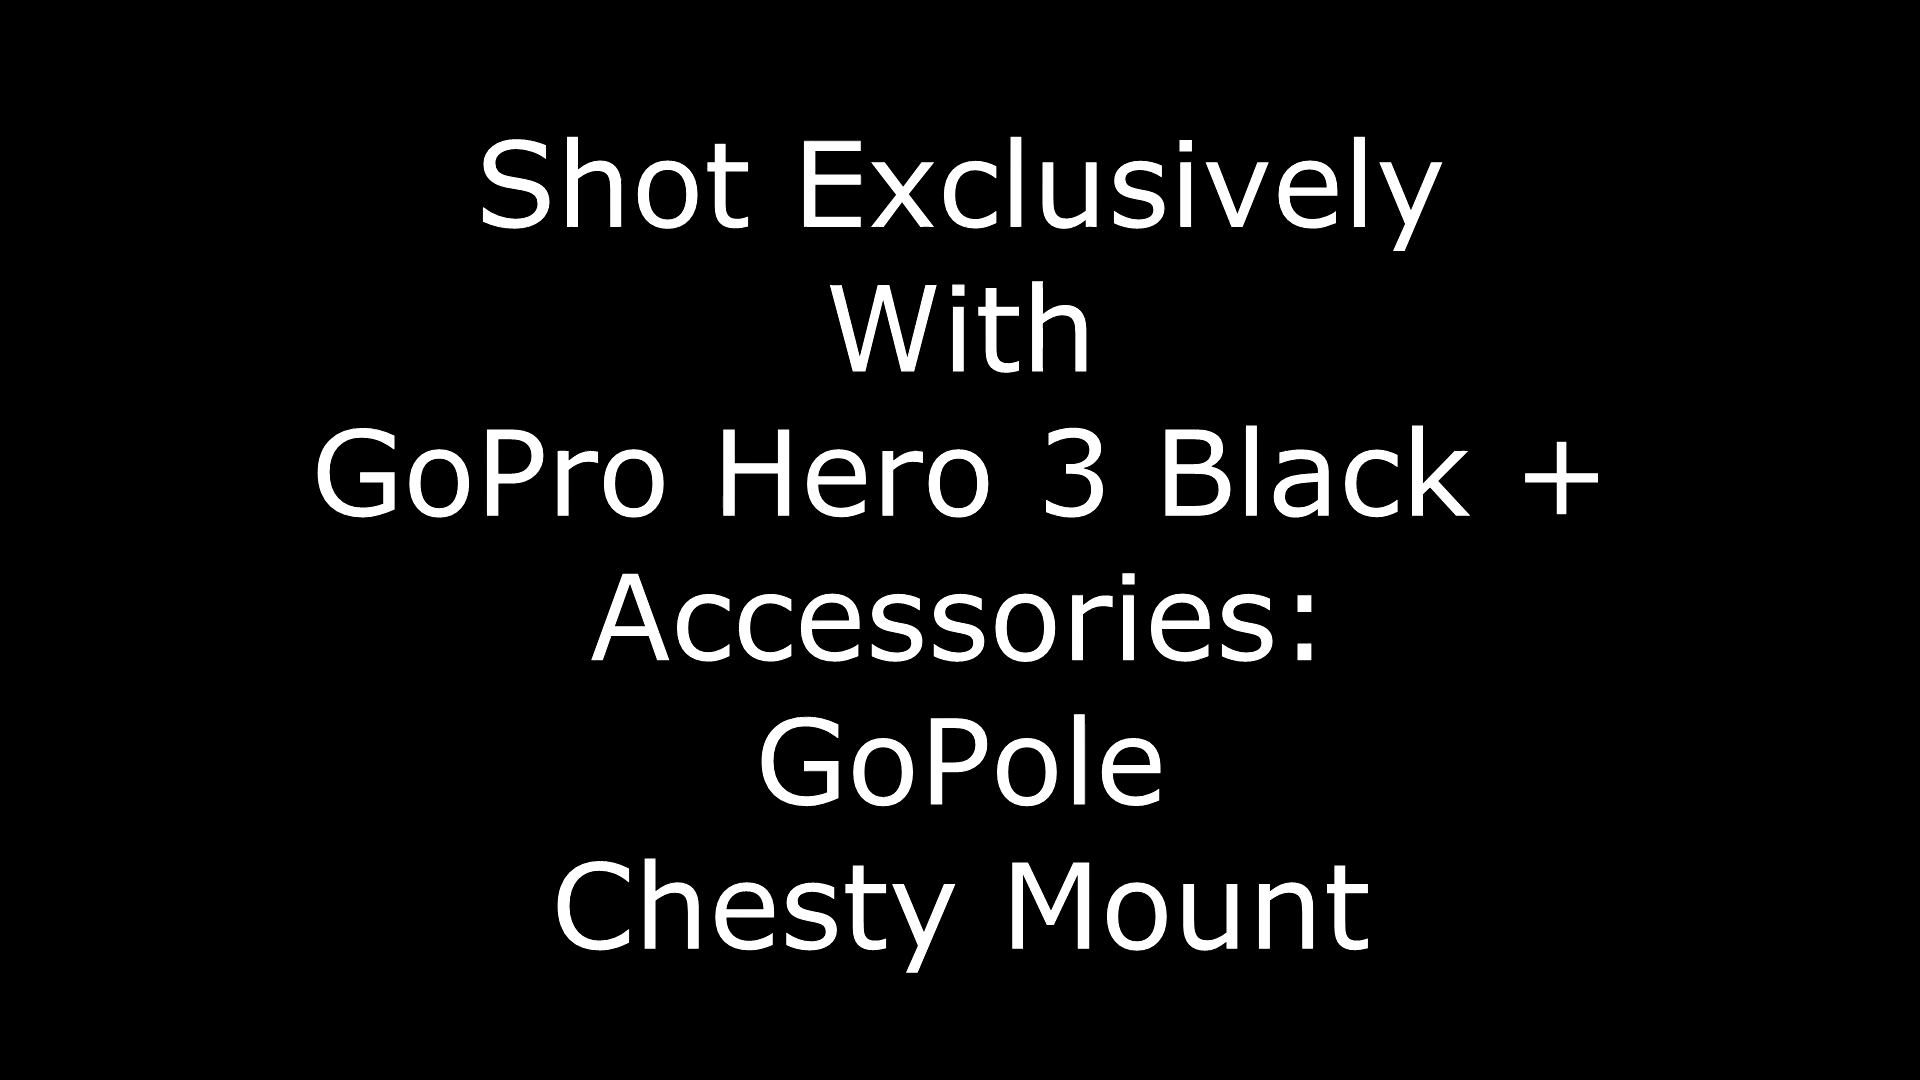 Shot Exclusively
With
GoPro Hero 3 Black +
Accessories:
GoPole
Chesty Mount